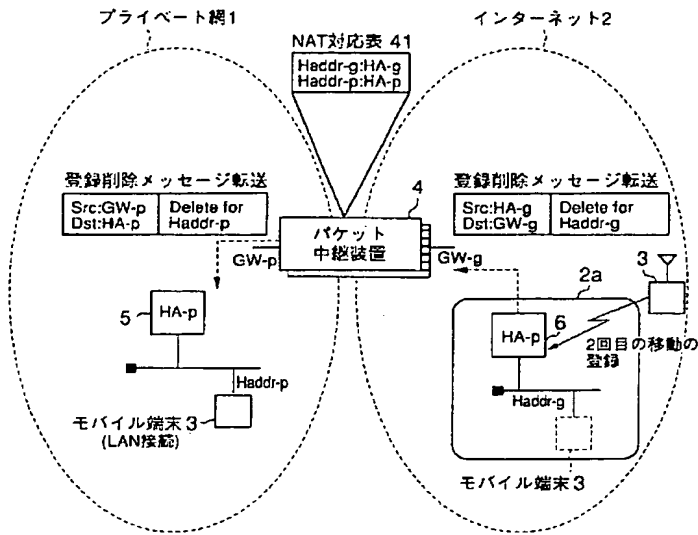 プライベート網1
インターネット2
NAT対応表 41
Haddr-g:HA-g
Haddr-p:HA-p
登録削除メッセージ転送
Src:GW-p
Dst:HA-p
Delete for
Haddr-p
4
パケット
中継装置
GW-p
GW-g
登録削除メッセージ転送
Src:HA-g
Dst:GW-g
Delete for
Haddr-g
3
2a
5
HA-p
Haddr-p
モバイル端末3
(LAN接続)
HA-p
6
2回目の移動の
登録
Haddr-g
モバイル端末3